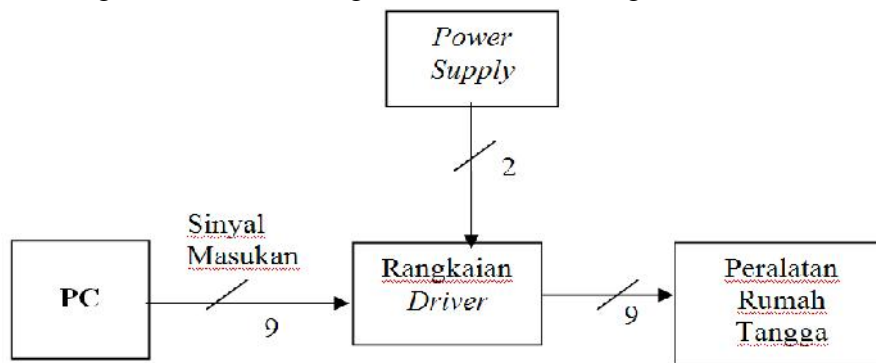 Power
Supply
2
Sinyal
Masukan
PC
9
Rangkaian
Driver
9
Peralatan
Rumah
Tangga